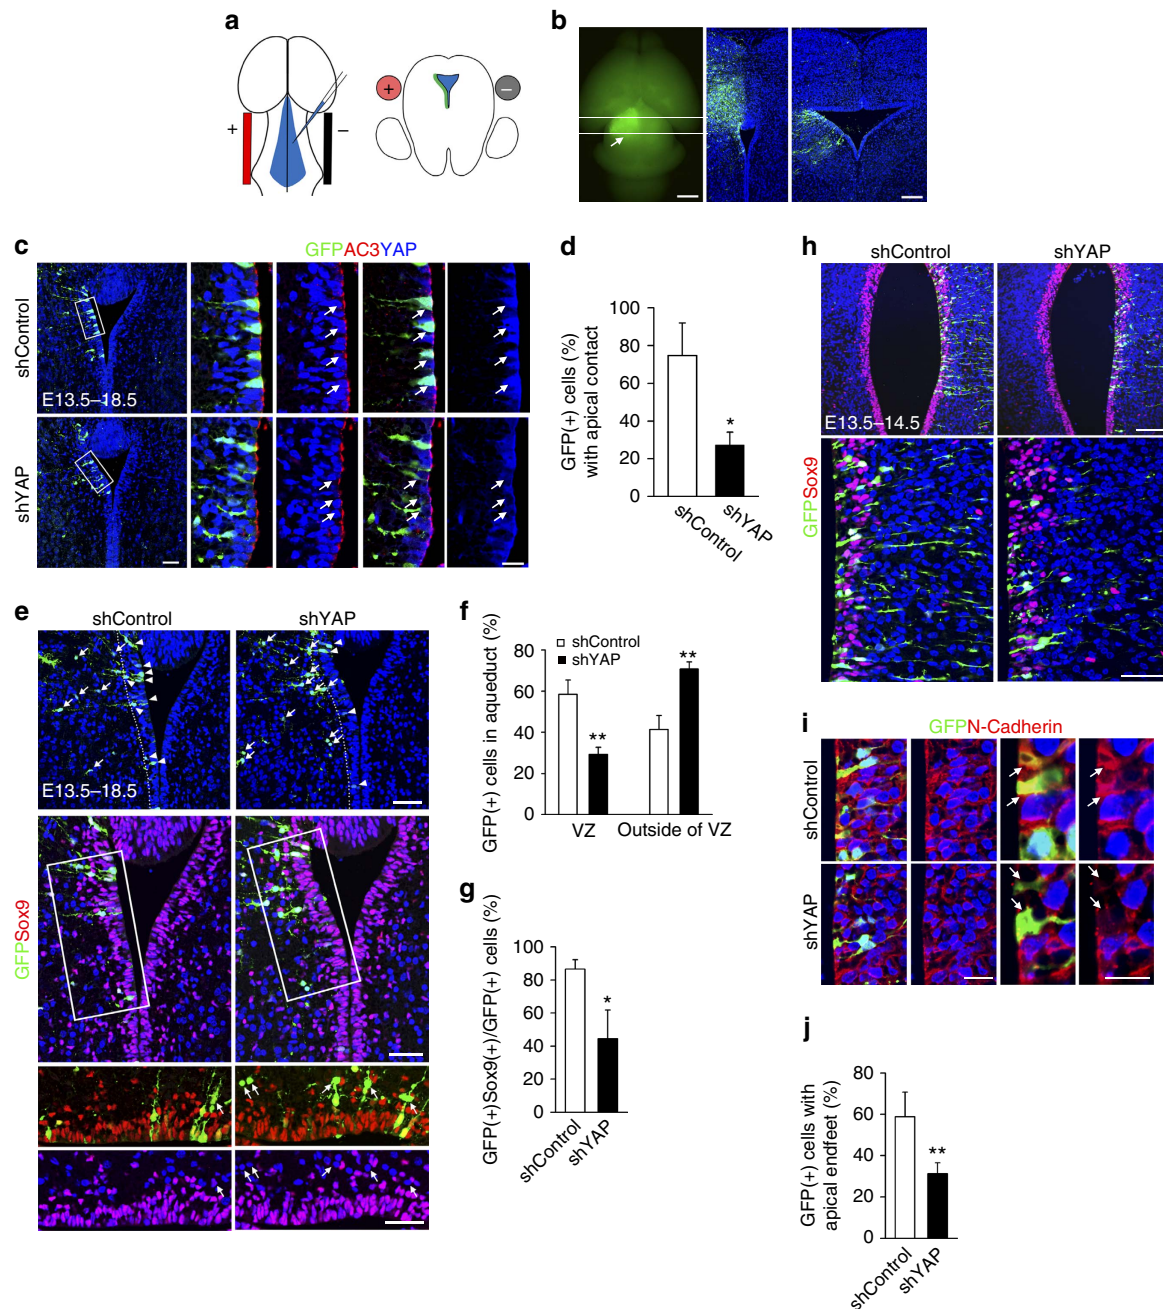 a
+
–
+
–
b
c
GFPAC3YAP
shControl
E13.5–18.5
shYAP
d
GFP(+) cells (%)
with apical contact
100
80
60
40
20
0
*
shControl
shYAP
e
shControl
shYAP
E13.5–18.5
GFPSox9
f
GFP(+) cells in aqueduct (%)
80
60
40
20
0
shControl
shYAP
**
**
VZ
Outside of VZ
g
GFP(+)Sox9(+)/GFP(+) cells (%)
100
80
60
40
20
0
*
shControl
shYAP
h
shControl
shYAP
E13.5–14.5
GFPSox9
i
GFPN-Cadherin
shControl
shYAP
j
GFP(+) cells with
apical endfeet (%)
80
60
40
20
0
**
shControl
shYAP